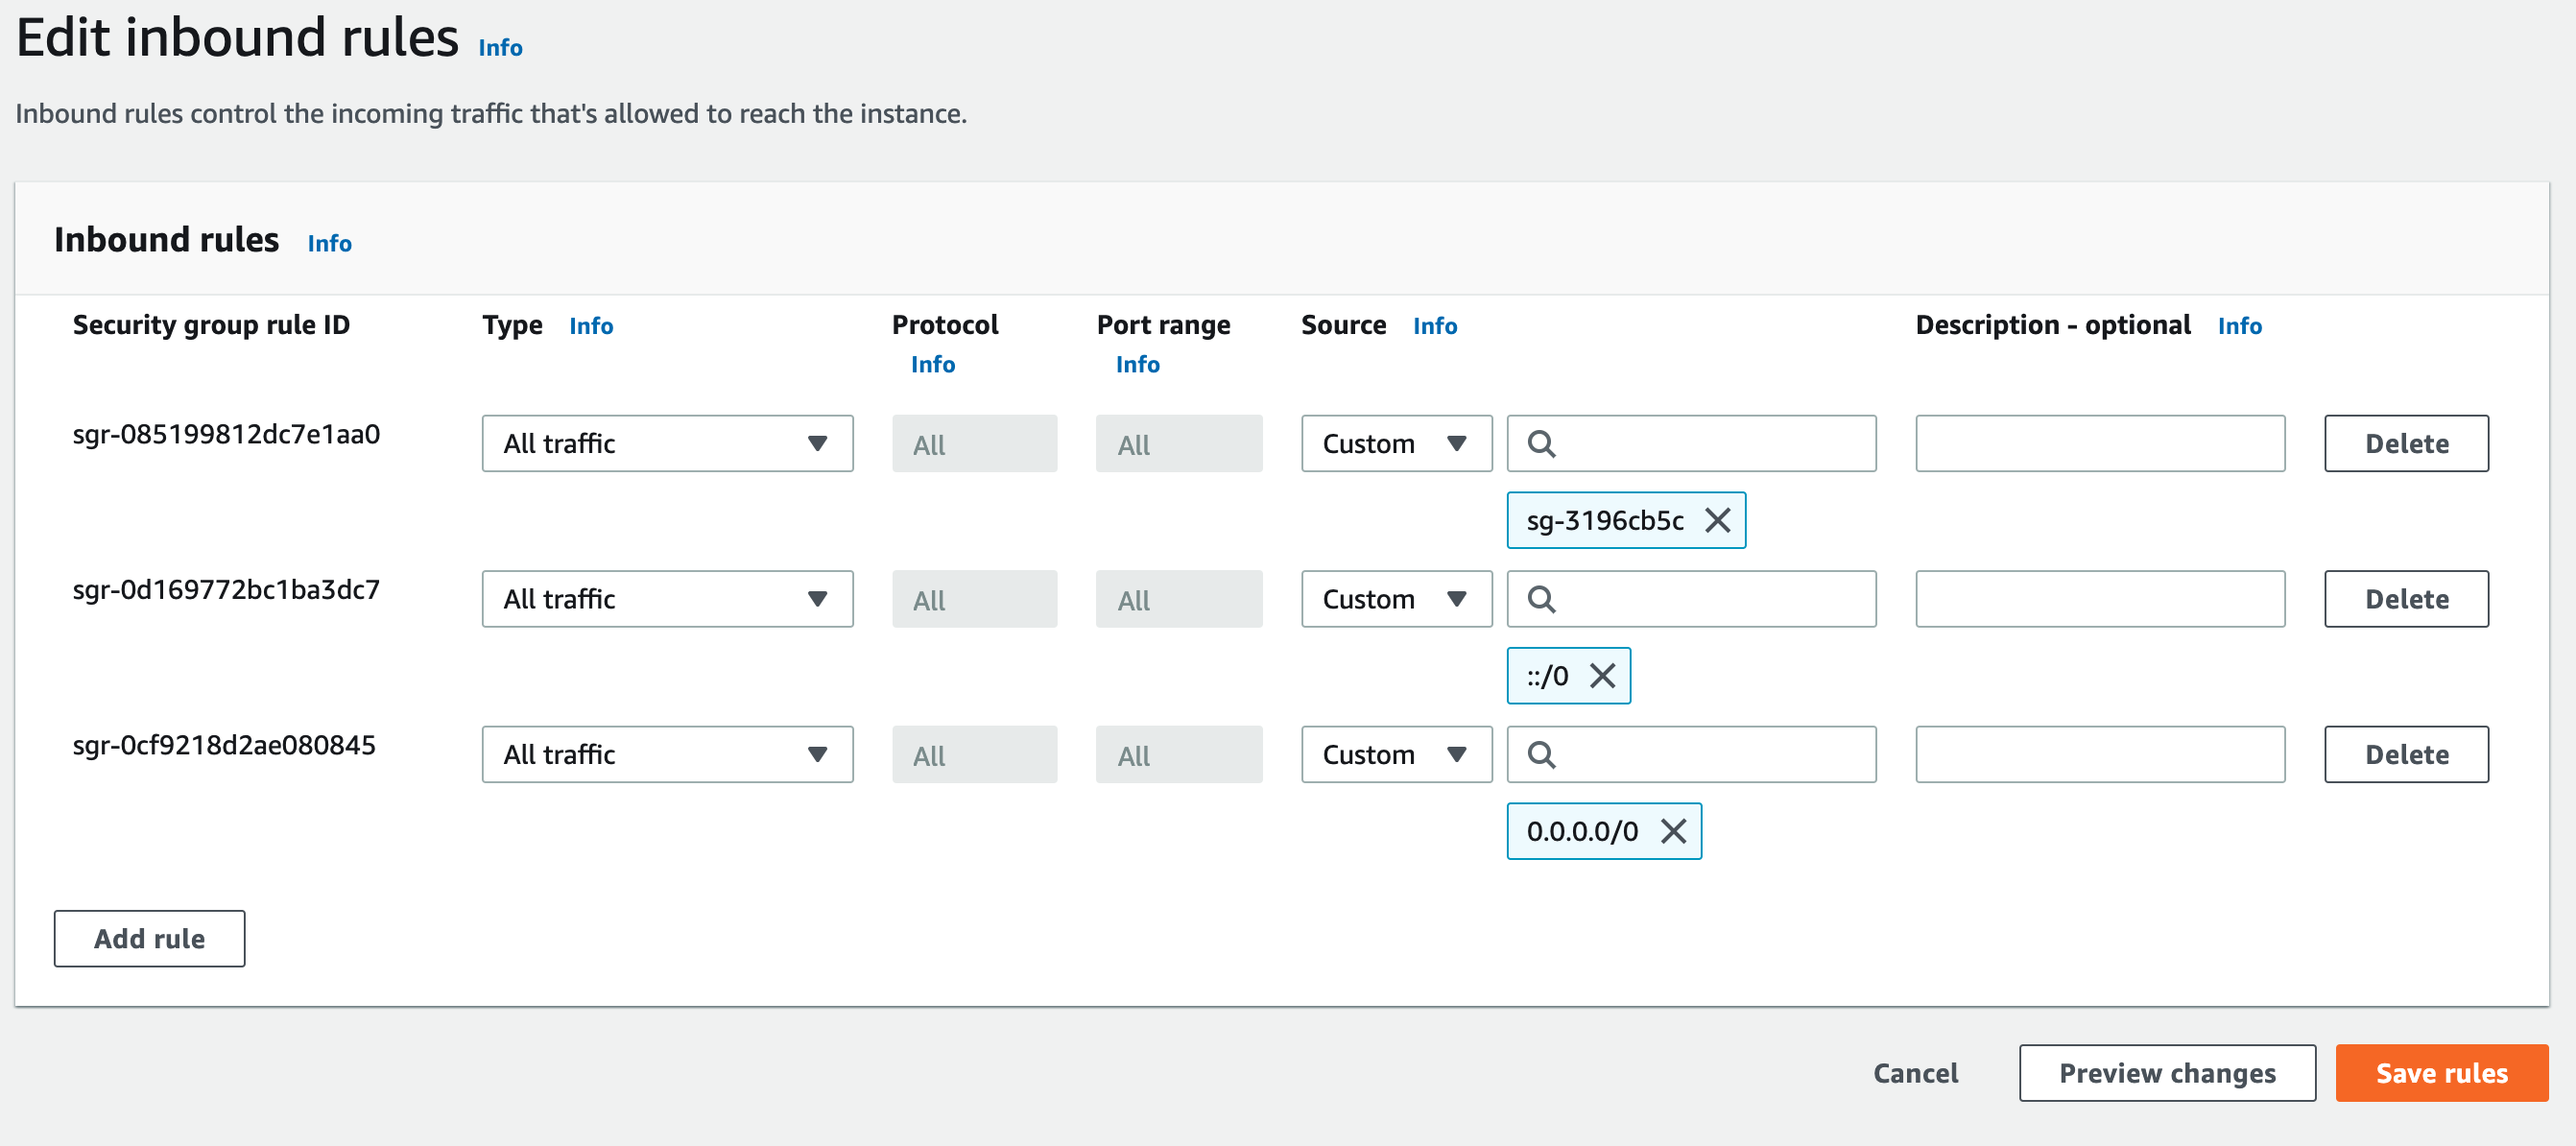 Edit inbound rules Info
Inbound rules control the incoming traffic that's allowed to reach the instance.
Inbound rules Info
Security group rule ID Type Info Protocol Info Port range Info Source Info Description - optional Info
sgr-085199812dc7e1aa0 All traffic All All Custom Delete
sg-3196cb5c
sgr-0d169772bc1ba3dc7 All traffic All All Custom Delete
::/0
sgr-0cf9218d2ae080845 All traffic All All Custom Delete
0.0.0.0/0
Add rule
Cancel Preview changes Save rules